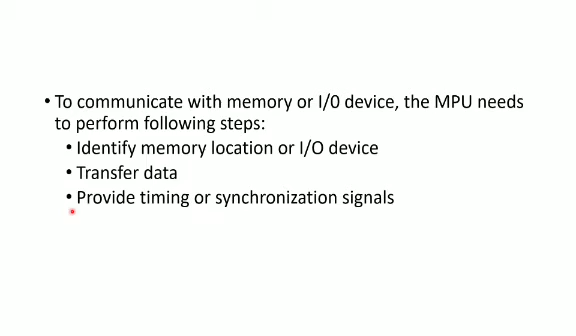 • To communicate with memory or I/0 device, the MPU needs
to perform following steps:
• Identify memory location or I/O device
• Transfer data
• Provide timing or synchronization signals